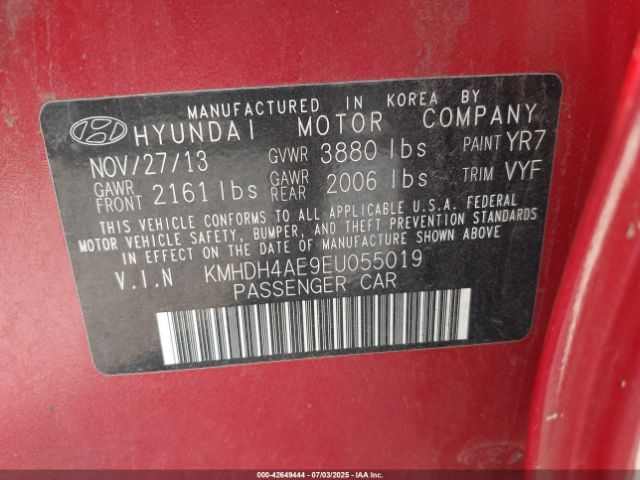 MANUFACTURED IN KOREA BY
HYUNDAI MOTOR COMPANY
NOV/27/13 GVWR 3880 lbs PAINT YR7
GAWR FRONT 2161 lbs GAWR REAR 2006 lbs TRIM VYF
THIS VEHICLE CONFORMS TO ALL APPLICABLE U.S.A. FEDERAL
MOTOR VEHICLE SAFETY, BUMPER, AND THEFT PREVENTION STANDARDS
IN EFFECT ON THE DATE OF MANUFACTURE SHOWN ABOVE.
V.I.N KMHDH4AE9EU055019
PASSENGER CAR
000-42649444 - 07/03/2025 - IAAI.COM